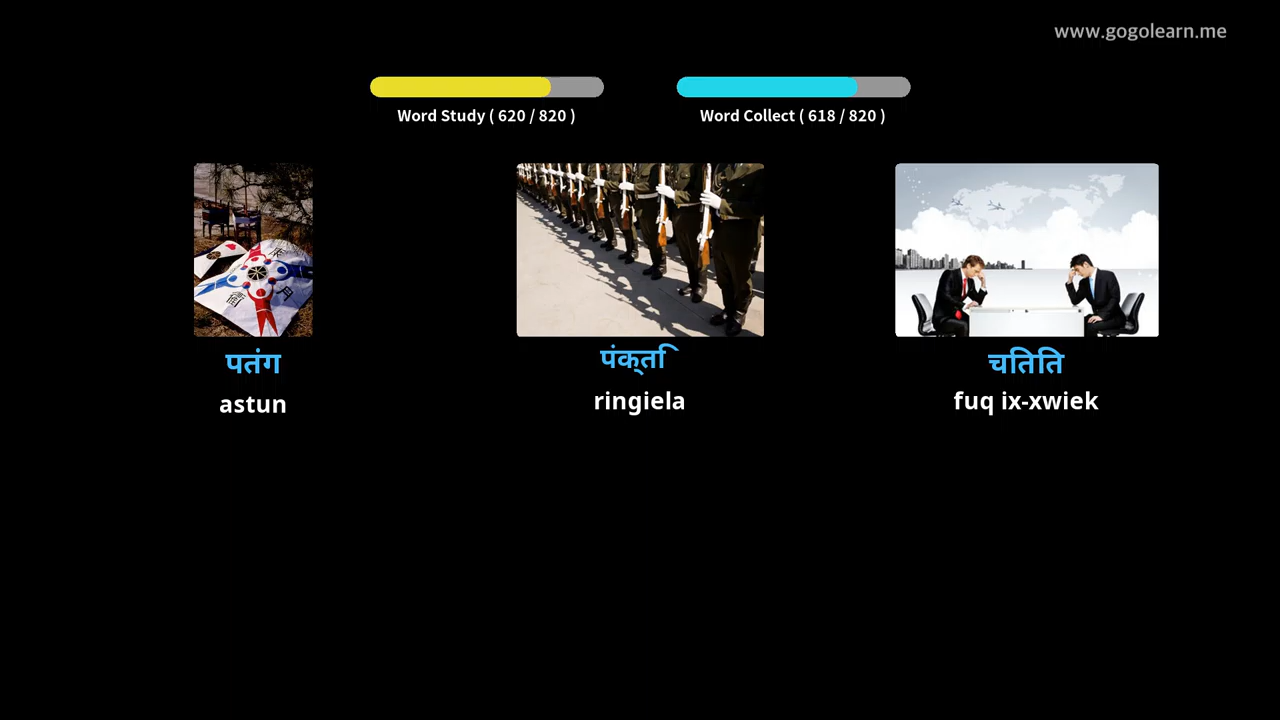 www.gogolearn.me
Word Study ( 620 / 820 )
Word Collect ( 618 / 820 )
पतंग
पंक्ति
चतिति
astun
ringiela
fuq ix-xwiek